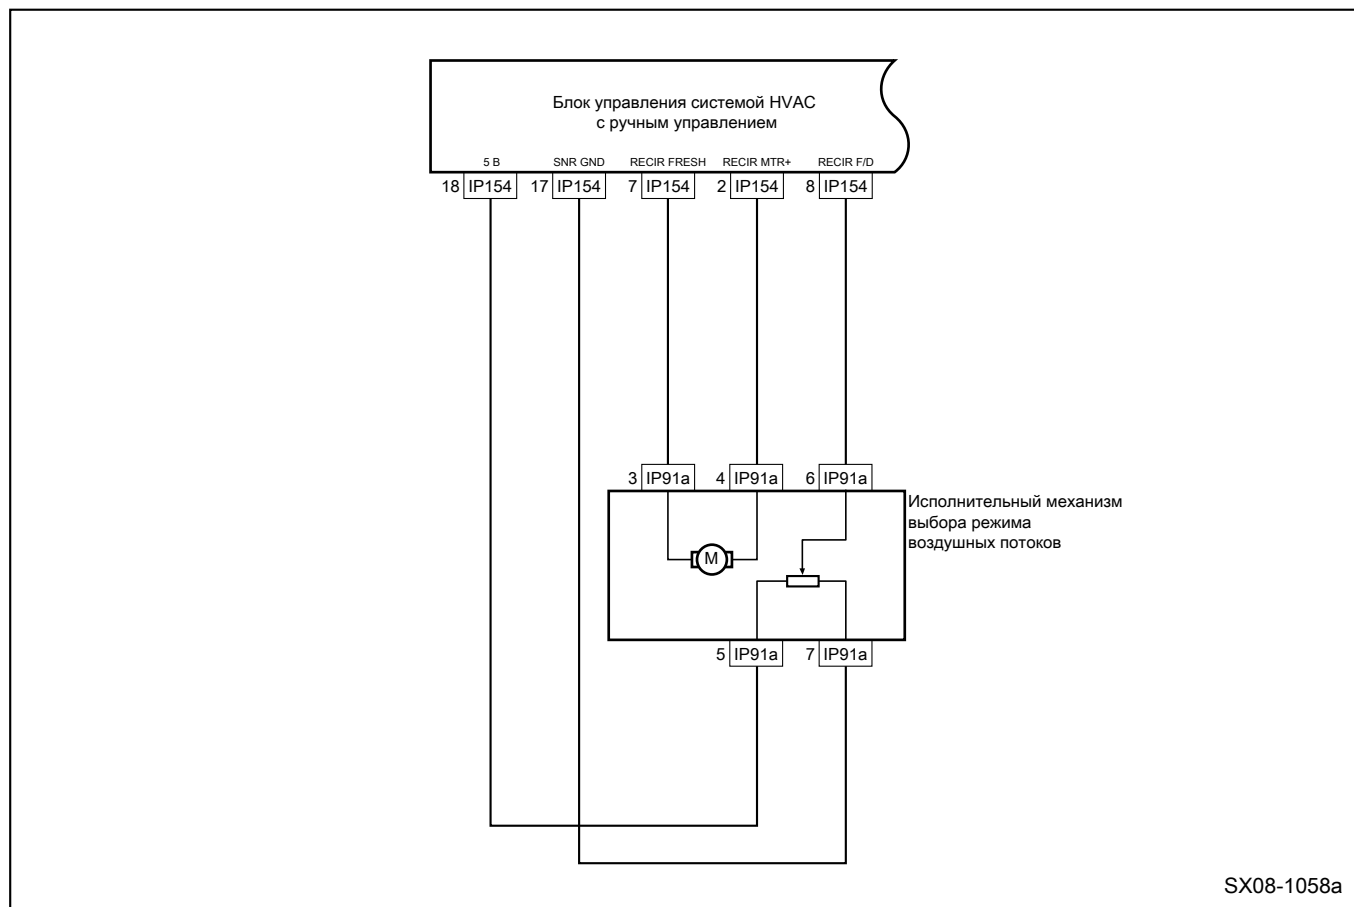 Блок управления системой HVAC
с ручным управлением
5 В SNR GND RECIR FRESH RECIR MTR+ RECIR F/D
18 IP154 17 IP154 7 IP154 2 IP154 8 IP154
3 IP91a 4 IP91a 6 IP91a
Исполнительный механизм
выбора режима
воздушных потоков
M
5 IP91a 7 IP91a
SX08-1058a